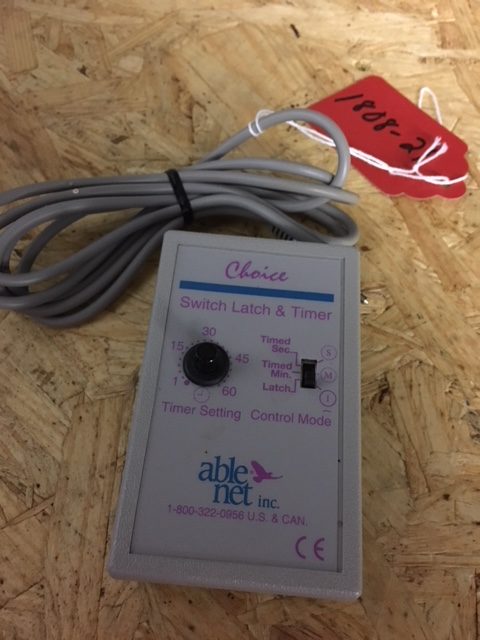 1808-2
Choice
Switch Latch & Timer
30
15
45
1
60
Timer Setting
Timed
Sec.
Timed
Min.
Latch
S
M
Control Mode
able
net inc.
1-800-322-0956 U.S. & CAN.
CE